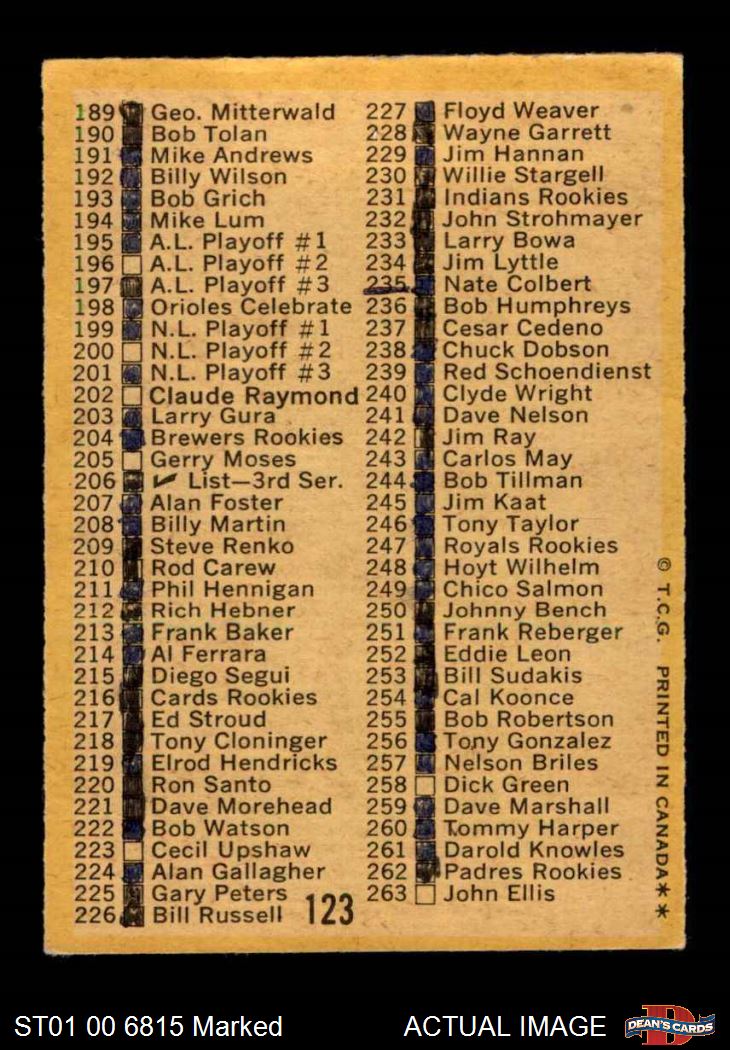 189 Geo. Mitterwald
190 Bob Tolan
191 Mike Andrews
192 Billy Wilson
193 Bob Grich
194 Mike Lum
195 A.L. Playoff #1
196 A.L. Playoff #2
197 A.L. Playoff #3
198 Orioles Celebrate
199 N.L. Playoff #1
200 N.L. Playoff #2
201 N.L. Playoff #3
202 Claude Raymond
203 Larry Gura
204 Brewers Rookies
205 Gerry Moses
206 ✓ List—3rd Ser.
207 Alan Foster
208 Billy Martin
209 Steve Renko
210 Rod Carew
211 Phil Hennigan
212 Rich Hebner
213 Frank Baker
214 Al Ferrara
215 Diego Segui
216 Cards Rookies
217 Ed Stroud
218 Tony Cloninger
219 Elrod Hendricks
220 Ron Santo
221 Dave Morehead
222 Bob Watson
223 Cecil Upshaw
224 Alan Gallagher
225 Gary Peters
226 Bill Russell
123
227 Floyd Weaver
228 Wayne Garrett
229 Jim Hannan
230 Willie Stargell
231 Indians Rookies
232 John Strohmayer
233 Larry Bowa
234 Jim Lyttle
235 Nate Colbert
236 Bob Humphreys
237 Cesar Cedeno
238 Chuck Dobson
239 Red Schoendienst
240 Clyde Wright
241 Dave Nelson
242 Jim Ray
243 Carlos May
244 Bob Tillman
245 Jim Kaat
246 Tony Taylor
247 Royals Rookies
248 Hoyt Wilhelm
249 Chico Salmon
250 Johnny Bench
251 Frank Reberger
252 Eddie Leon
253 Bill Sudakis
254 Cal Koonce
255 Bob Robertson
256 Tony Gonzalez
257 Nelson Briles
258 Dick Green
259 Dave Marshall
260 Tommy Harper
261 Darold Knowles
262 Padres Rookies
263 John Ellis
© T.C.G. PRINTED IN CANADA**
ST01 00 6815 Marked
ACTUAL IMAGE
D
DEAN'S CARDS